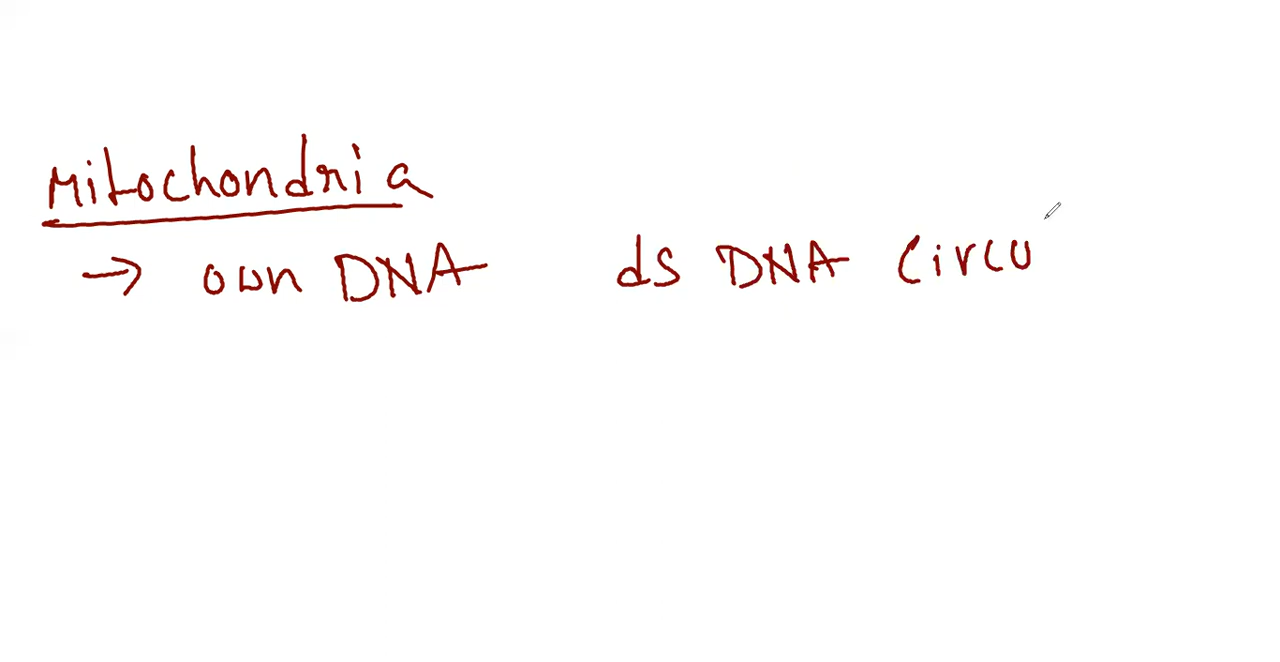 Mitochondria
→ own DNA ds DNA Circu